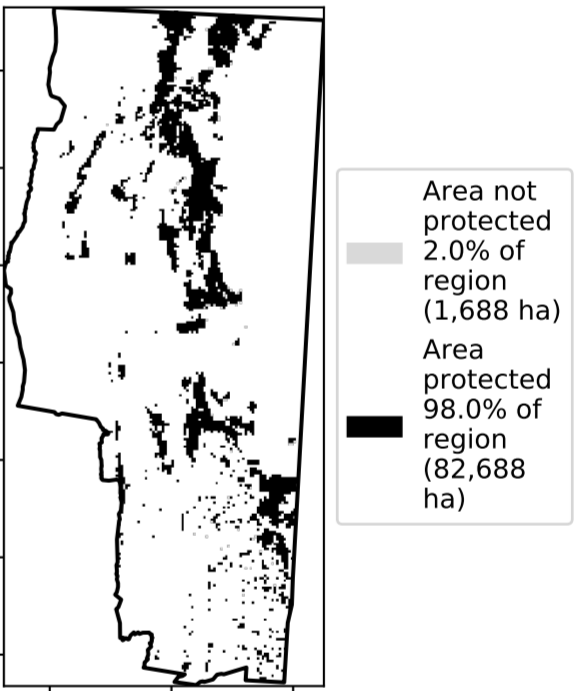 Area not
protected
2.0% of
region
(1,688 ha)
Area
protected
98.0% of
region
(82,688
ha)